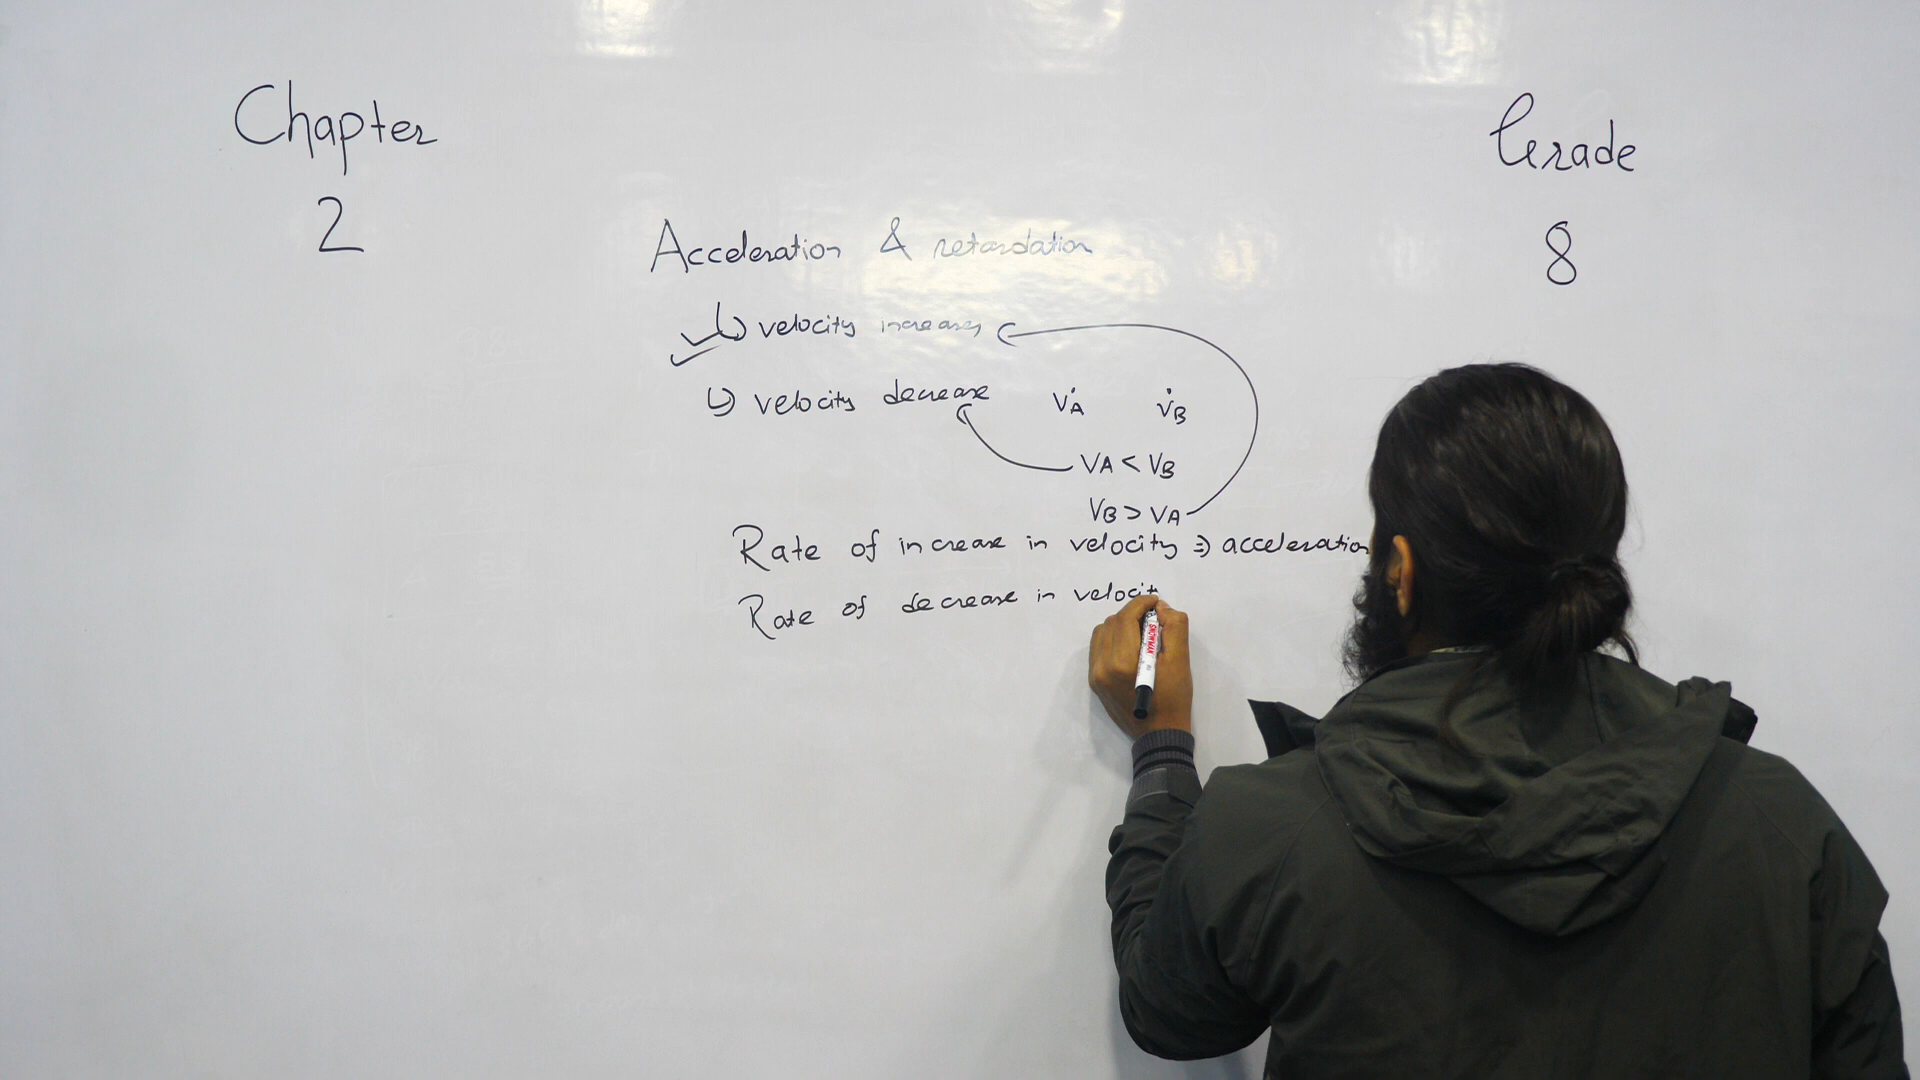 Chapter
2
Grade
8
Acceleration & retardation
velocity increases
velocity decrease
VA VB
VA < VB
VB > VA
Rate of increase in velocity ⇒ acceleration
Rate of decrease in velocit
SNOWMAN